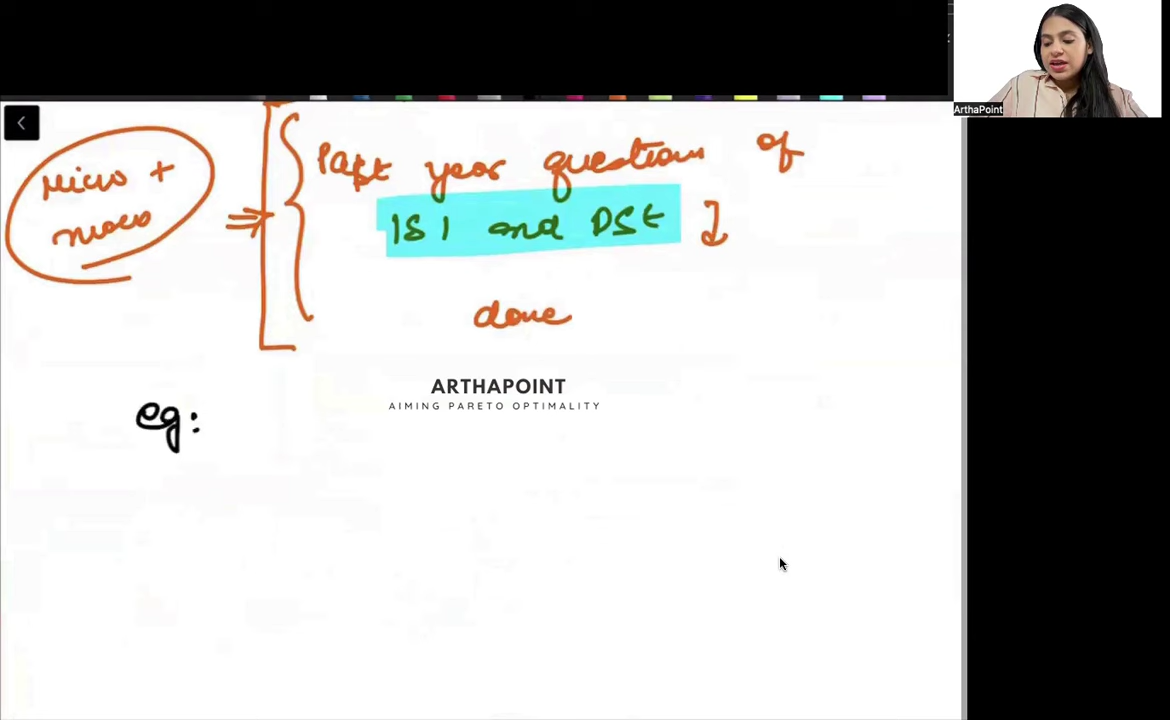 ArthaPoint
Micro +
macro
⇒
Past year questions of
ISI and DSE ]
done
ARTHAPOINT
AIMING PARETO OPTIMALITY
eg: